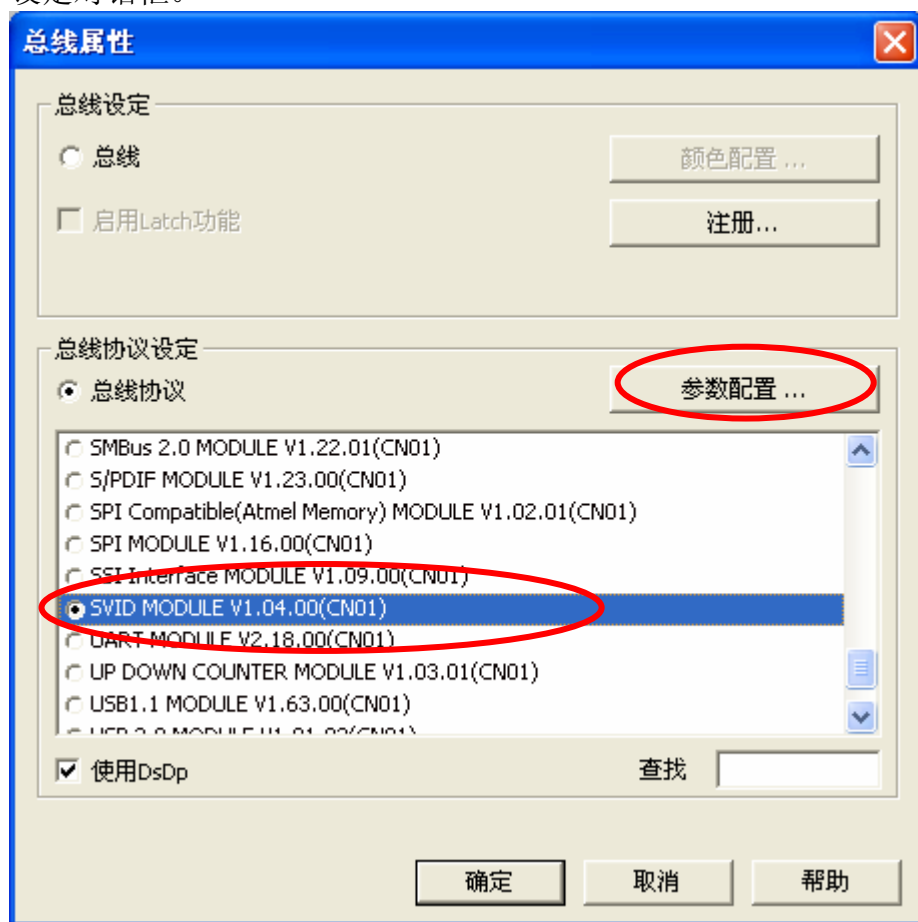 设定对话框。
总线属性
总线设定
总线
颜色配置 ...
启用Latch功能
注册...
总线协议设定
总线协议
参数配置 ...
SMBus 2.0 MODULE V1.22.01(CN01)
S/PDIF MODULE V1.23.00(CN01)
SPI Compatible(Atmel Memory) MODULE V1.02.01(CN01)
SPI MODULE V1.16.00(CN01)
SSI Interface MODULE V1.09.00(CN01)
SVID MODULE V1.04.00(CN01)
UART MODULE V2.18.00(CN01)
UP DOWN COUNTER MODULE V1.03.01(CN01)
USB1.1 MODULE V1.63.00(CN01)
使用DsDp
查找
确定
取消
帮助